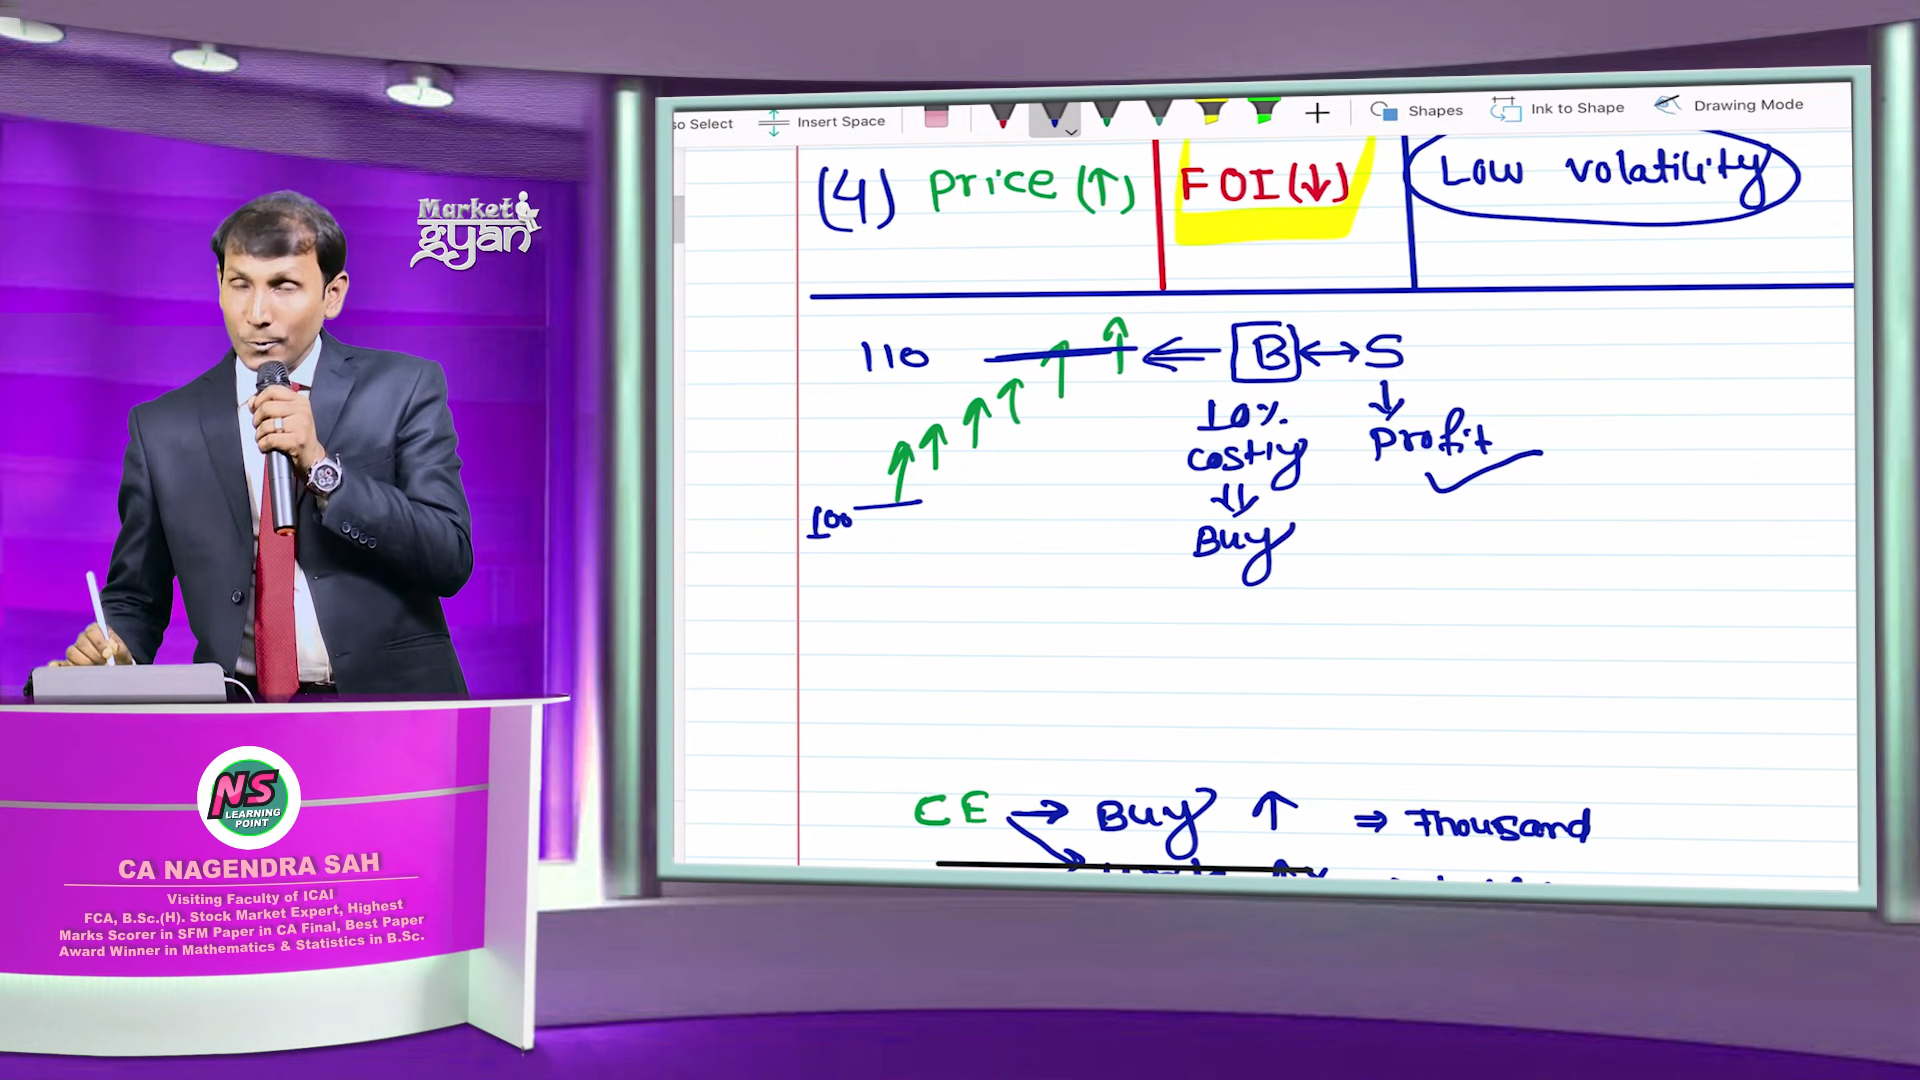 Market
gyan
so Select
Insert Space
Shapes
Ink to Shape
Drawing Mode
(4) Price (↑)
FOI (↓)
Low volatility
110
B ↔ S
10%
costly
Buy
Profit
100
CE → Buy ↑ ⇒ Thousand
NS
LEARNING
POINT
CA NAGENDRA SAH
Visiting Faculty of ICAI
FCA, B.Sc.(H). Stock Market Expert, Highest
Marks Scorer in SFM Paper in CA Final, Best Paper
Award Winner in Mathematics & Statistics in B.Sc.